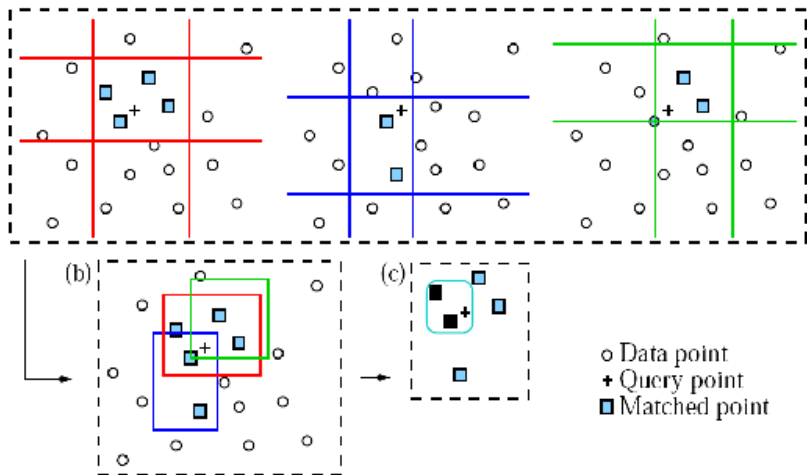 (b)
(c)
Data point
Query point
Matched point